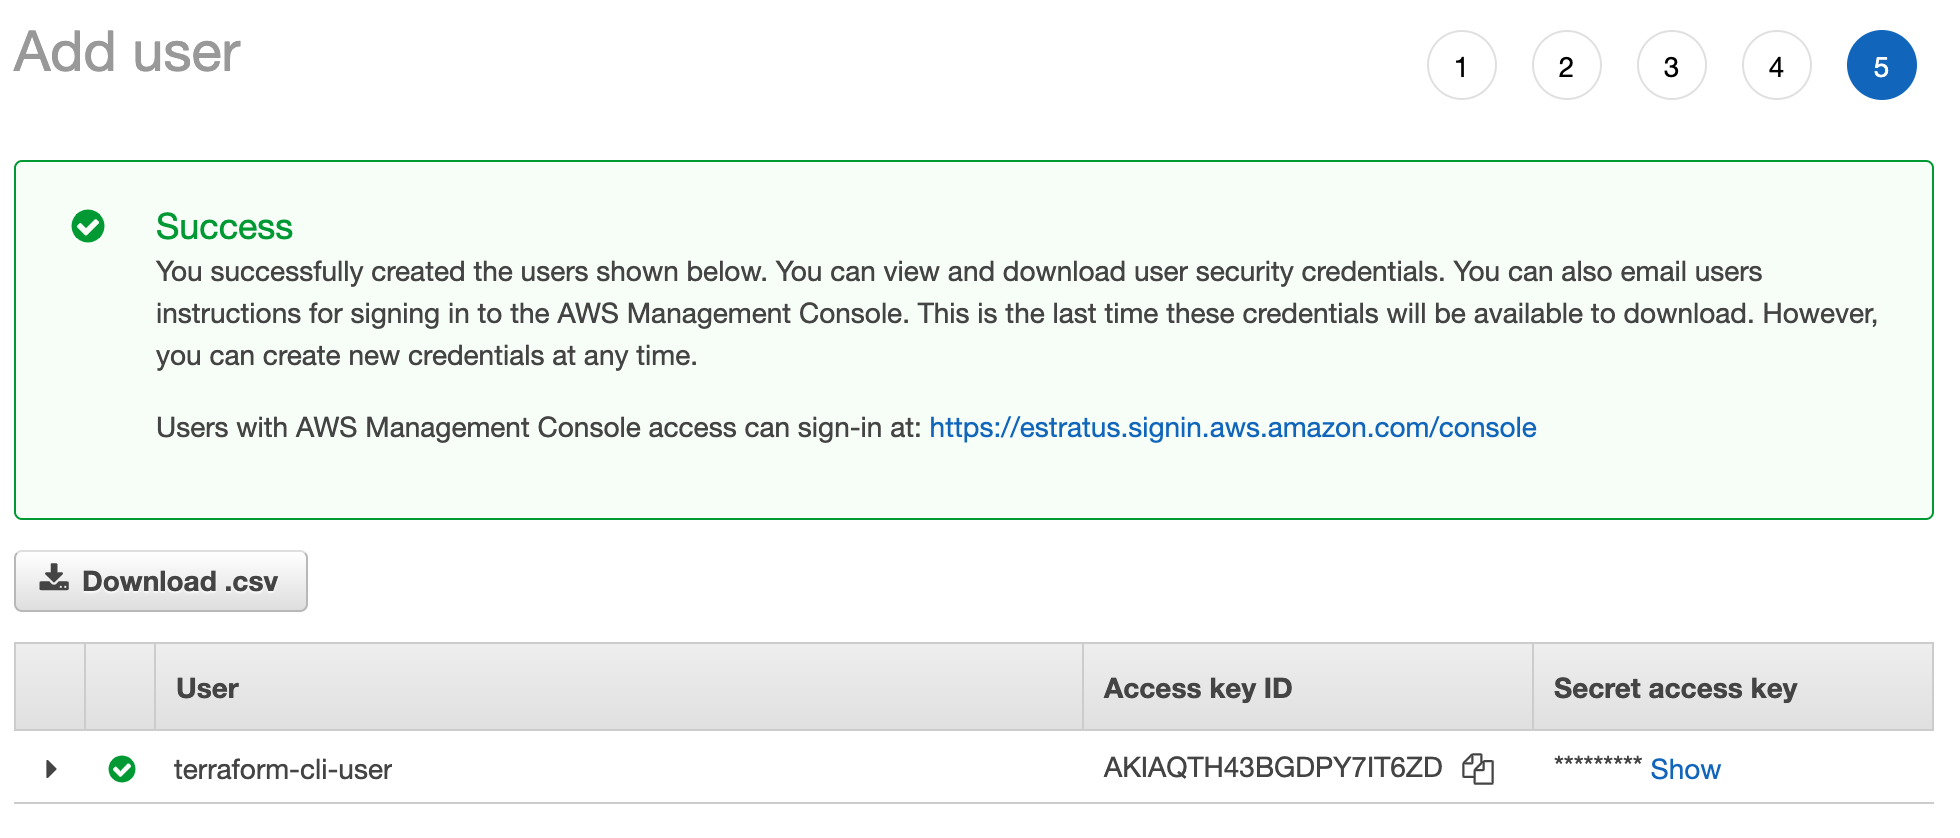 Add user
1 2 3 4 5
Success
You successfully created the users shown below. You can view and download user security credentials. You can also email users
instructions for signing in to the AWS Management Console. This is the last time these credentials will be available to download. However,
you can create new credentials at any time.
Users with AWS Management Console access can sign-in at: https://estratus.signin.aws.amazon.com/console
Download .csv
User Access key ID Secret access key
terraform-cli-user AKIAQTH43BGDPY7IT6ZD ********* Show